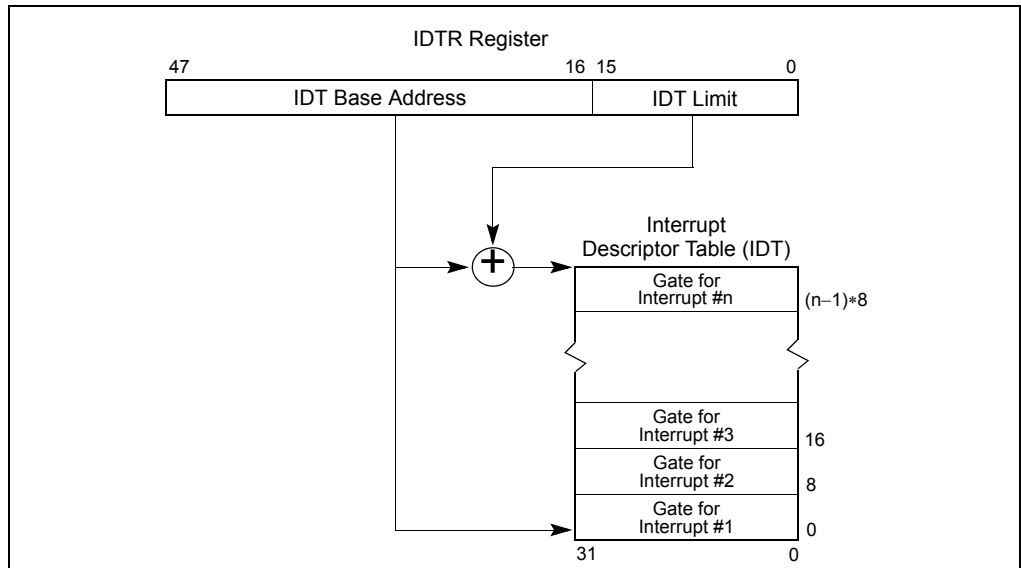 IDTR Register
47 16 15 0
IDT Base Address IDT Limit
+
Interrupt
Descriptor Table (IDT)
Gate for
Interrupt #n
(n−1)∗8
Gate for
Interrupt #3
16
Gate for
Interrupt #2
8
Gate for
Interrupt #1
0
31 0